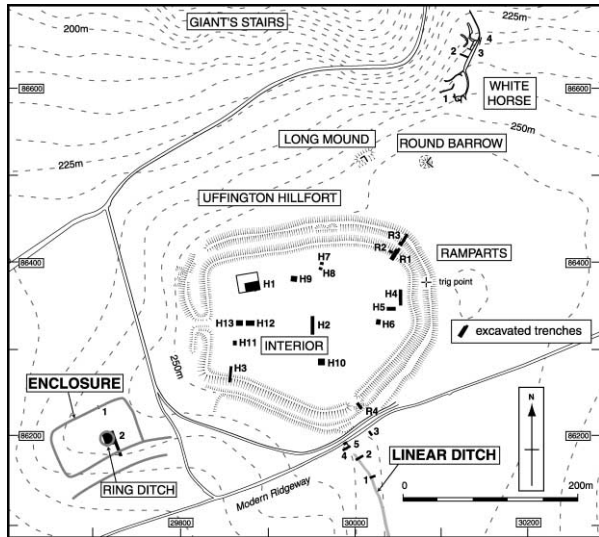 200m
GIANT'S STAIRS
225m
4
2
3
86600
86600
1
WHITE
HORSE
LONG MOUND
ROUND BARROW
250m
225m
UFFINGTON HILLFORT
R3
R2
R1
RAMPARTS
H7
H8
86400
86400
H1
H9
trig point
H4
H5
H6
H13
H12
H2
excavated trenches
H11
INTERIOR
H10
250m
H3
ENCLOSURE
N
R4
1
3
86200
2
5
4
2
86200
LINEAR DITCH
RING DITCH
1
Modern Ridgeway
0
200m
29800
30000
30200